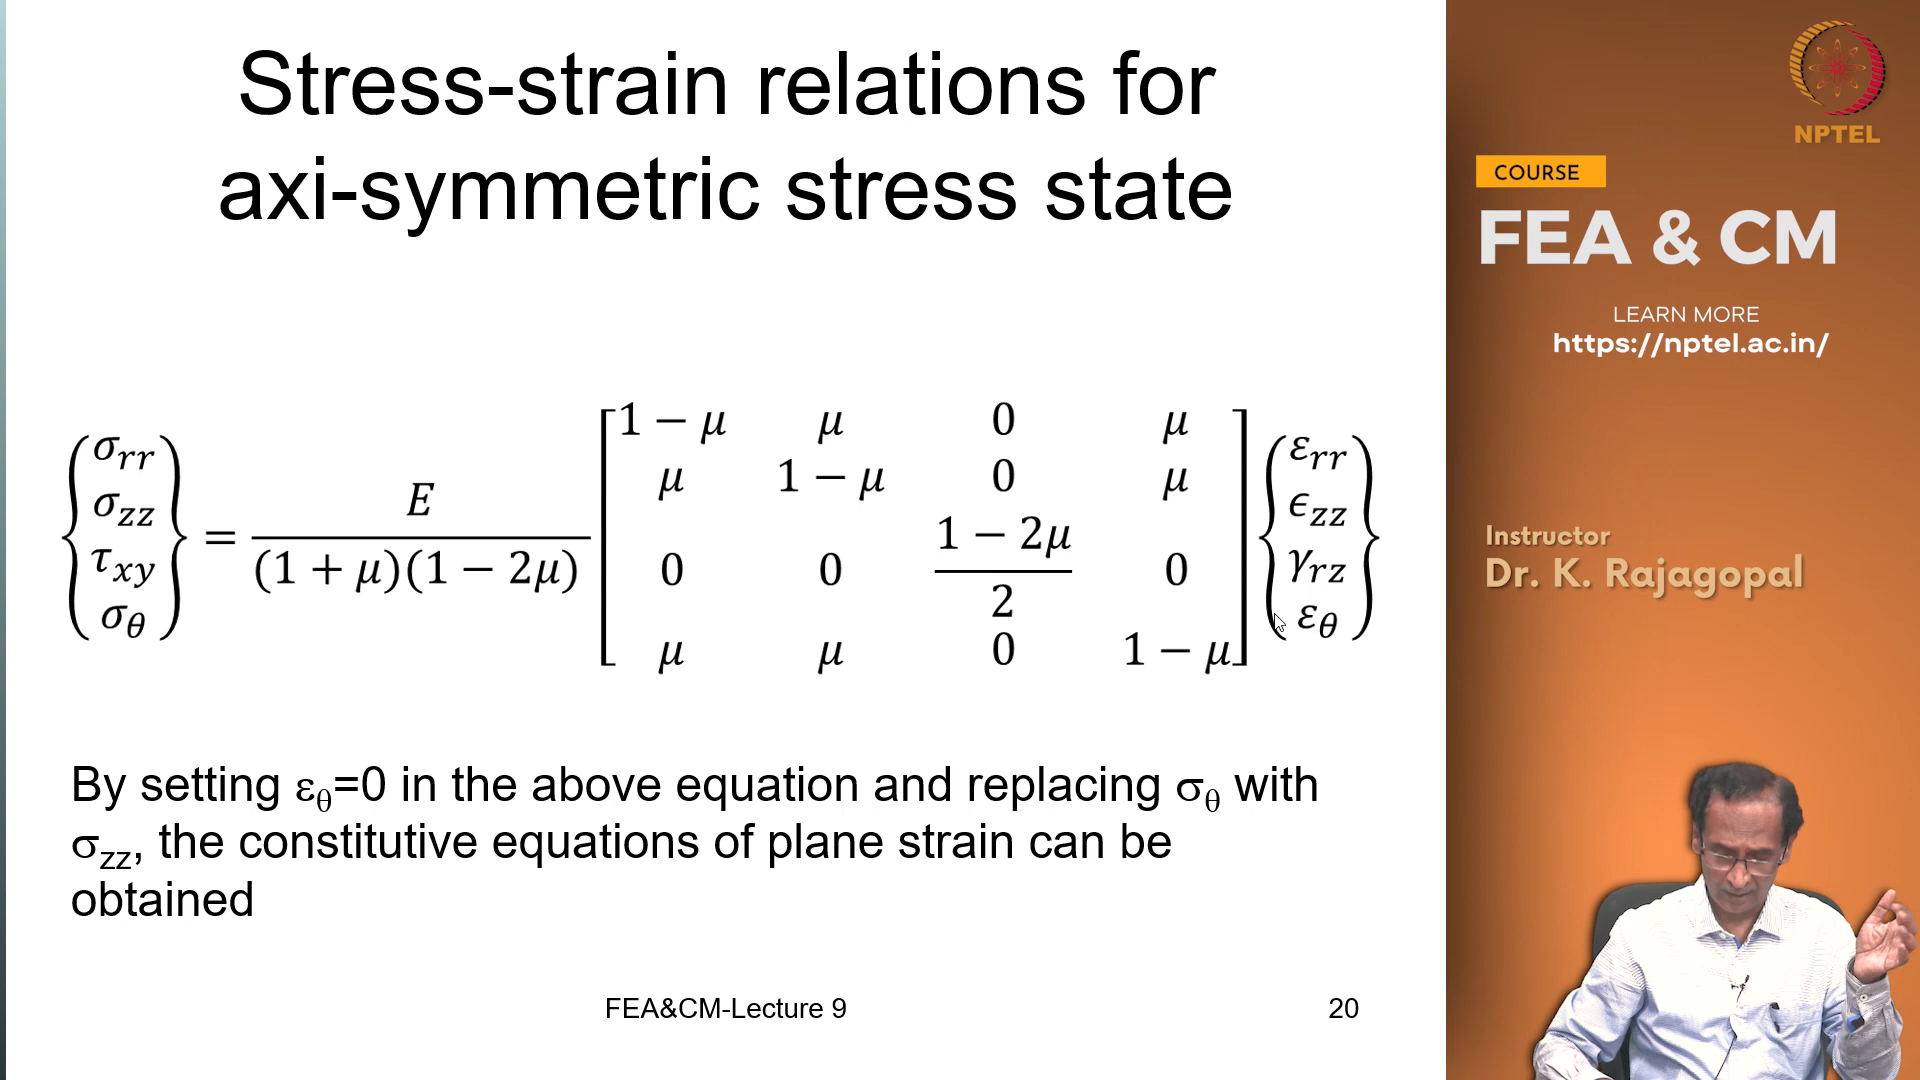 Stress-strain relations for
axi-symmetric stress state
{σrr σzz τxy σθ} = E/((1 + μ)(1 − 2μ)) [1 − μ μ 0 μ
μ 1 − μ 0 μ
0 0 (1 − 2μ)/2 0
μ μ 0 1 − μ] {εrr ϵzz γrz εθ}
By setting εθ=0 in the above equation and replacing σθ with
σzz, the constitutive equations of plane strain can be
obtained
FEA&CM-Lecture 9
20
NPTEL
COURSE
FEA & CM
LEARN MORE
https://nptel.ac.in/
Instructor
Dr. K. Rajagopal